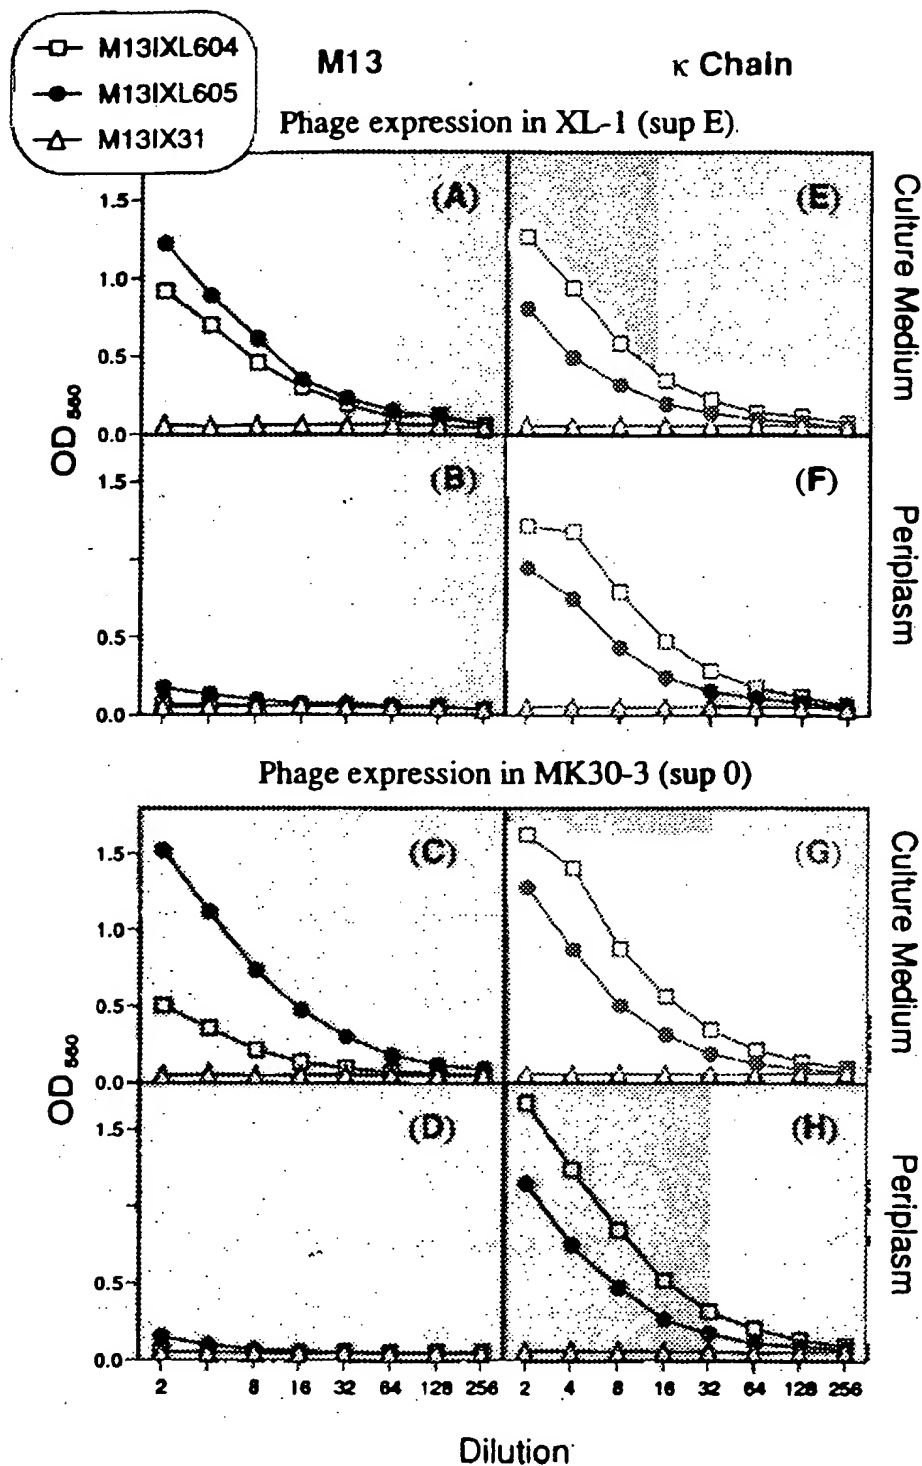 M13IXL604
M13IXL605
M13IX31
M13
κ Chain
Phage expression in XL-1 (sup E).
(A)
(E)
Culture Medium
1.5
1.0
0.5
0.0
OD560
(B)
(F)
Periplasm
1.5
0.5
0.0
Phage expression in MK30-3 (sup 0)
(C)
(G)
Culture Medium
1.5
1.0
0.5
0.0
OD560
(D)
(H)
Periplasm
1.5
0.5
0.0
2 8 16 32 64 128 256
2 4 8 16 32 64 128 256
Dilution